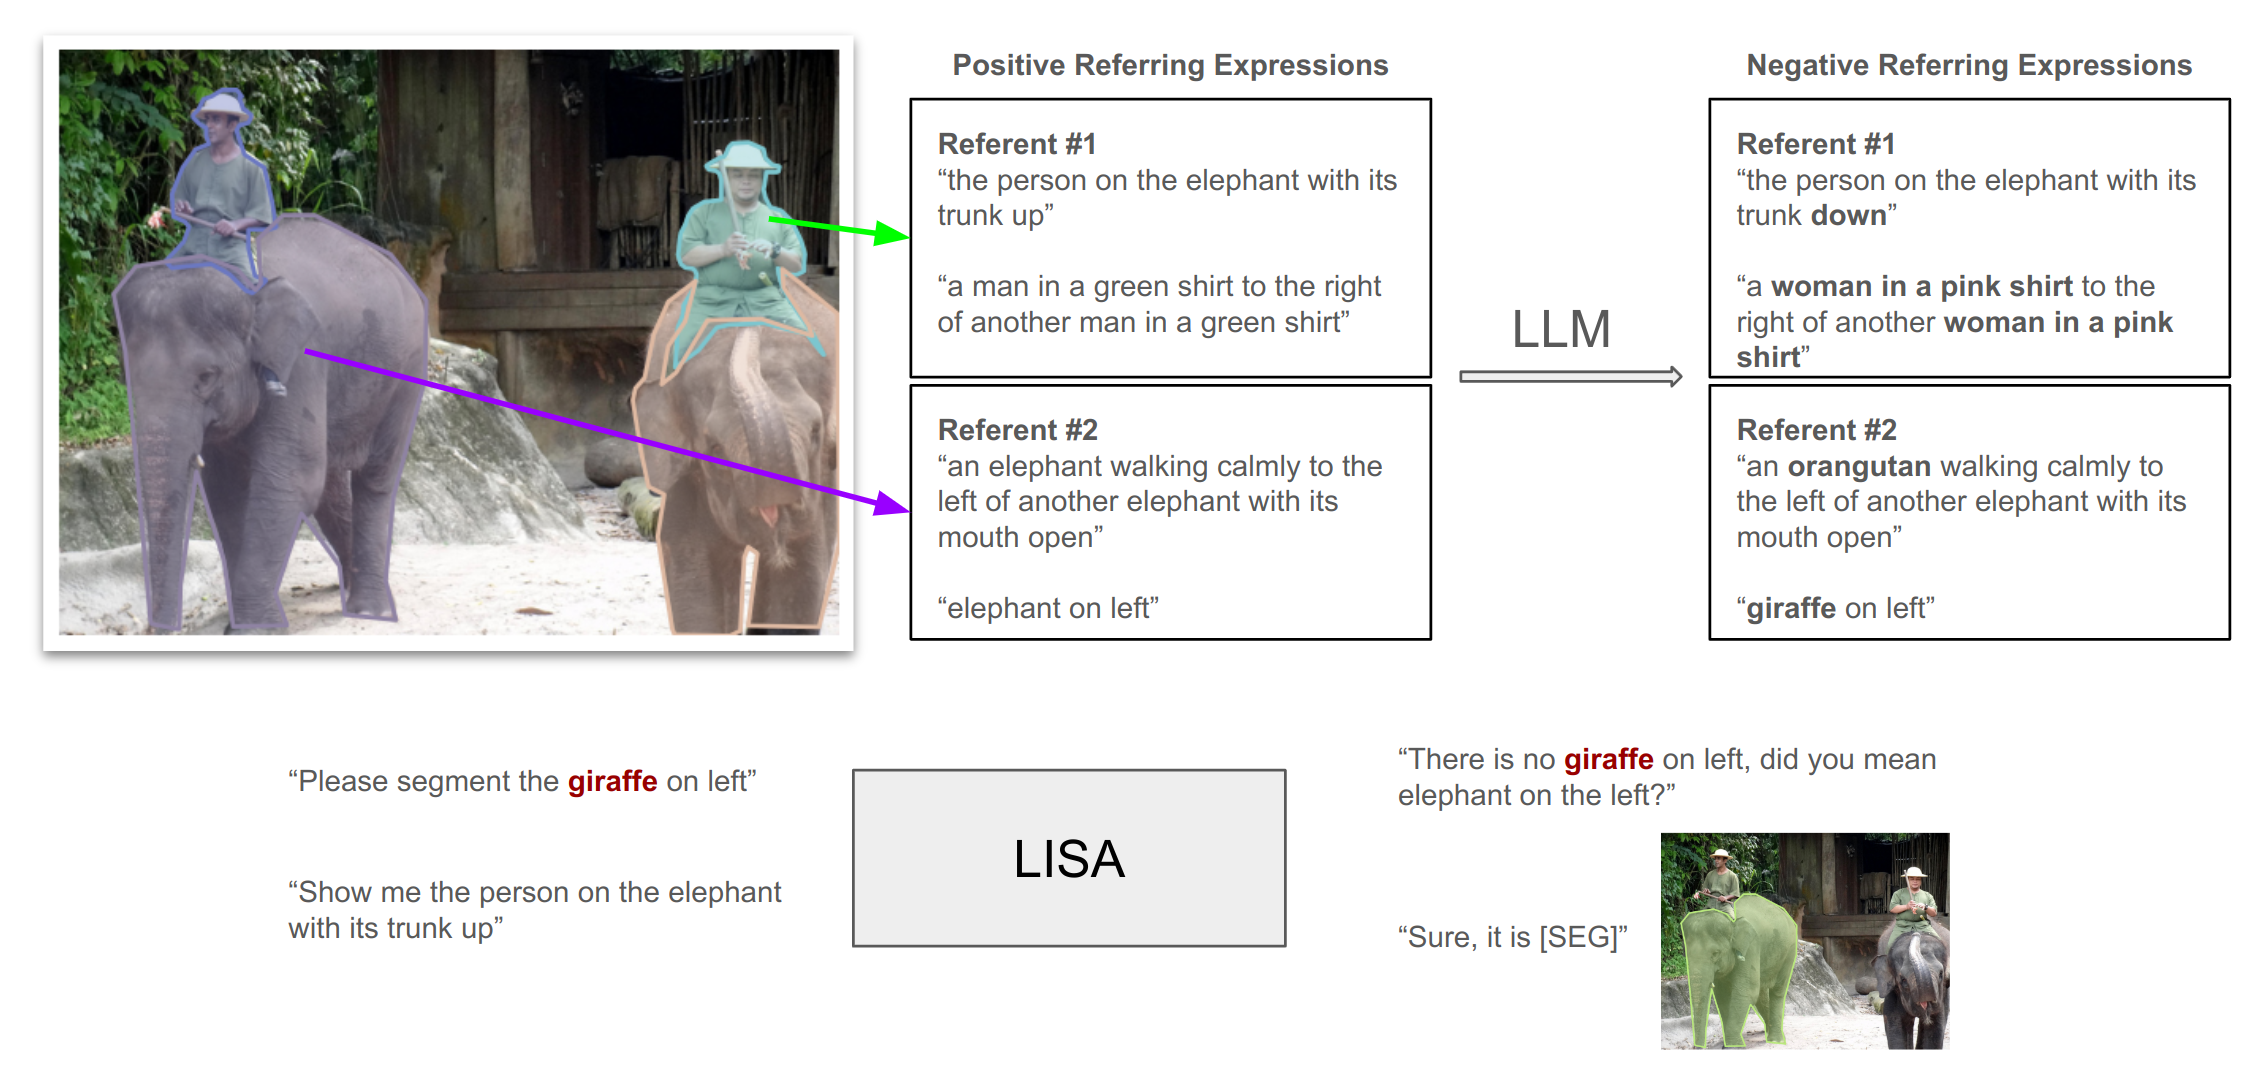 Positive Referring Expressions
Referent #1
“the person on the elephant with its
trunk up”
“a man in a green shirt to the right
of another man in a green shirt”
Referent #2
“an elephant walking calmly to the
left of another elephant with its
mouth open”
“elephant on left”
LLM
Negative Referring Expressions
Referent #1
“the person on the elephant with its
trunk down”
“a woman in a pink shirt to the
right of another woman in a pink
shirt”
Referent #2
“an orangutan walking calmly to
the left of another elephant with its
mouth open”
“giraffe on left”
“Please segment the giraffe on left”
“Show me the person on the elephant
with its trunk up”
LISA
“There is no giraffe on left, did you mean
elephant on the left?”
“Sure, it is [SEG]”